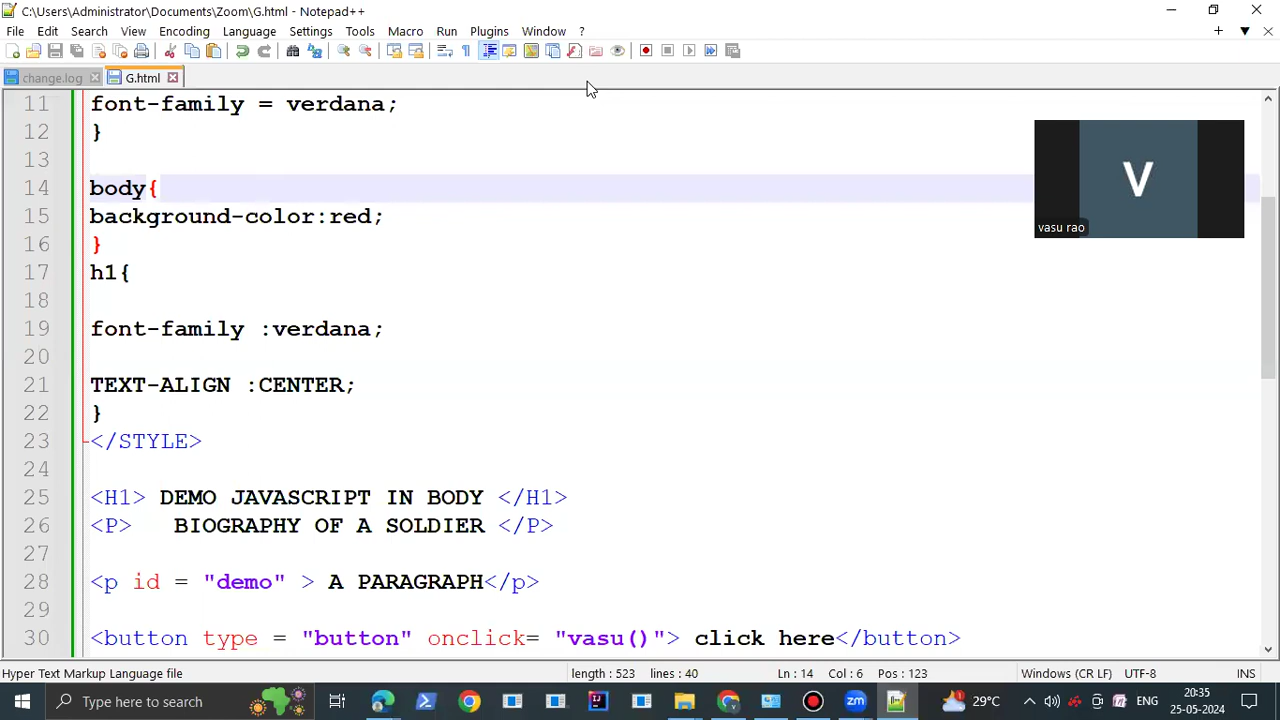 C:\Users\Administrator\Documents\Zoom\G.html - Notepad++
File Edit Search View Encoding Language Settings Tools Macro Run Plugins Window ?
change.log G.html
11 font-family = verdana;
12 }
13
14 body{
15 background-color:red;
16 }
17 h1{
18
19 font-family :verdana;
20
21 TEXT-ALIGN :CENTER;
22 }
23 </STYLE>
24
25 <H1> DEMO JAVASCRIPT IN BODY </H1>
26 <P> BIOGRAPHY OF A SOLDIER </P>
27
28 <p id = "demo" > A PARAGRAPH</p>
29
30 <button type = "button" onclick= "vasu()"> click here</button>
V
vasu rao
Hyper Text Markup Language file length : 523 lines : 40 Ln : 14 Col : 6 Pos : 123 Windows (CR LF) UTF-8 INS
Type here to search zm 29°C ENG 20:35
25-05-2024